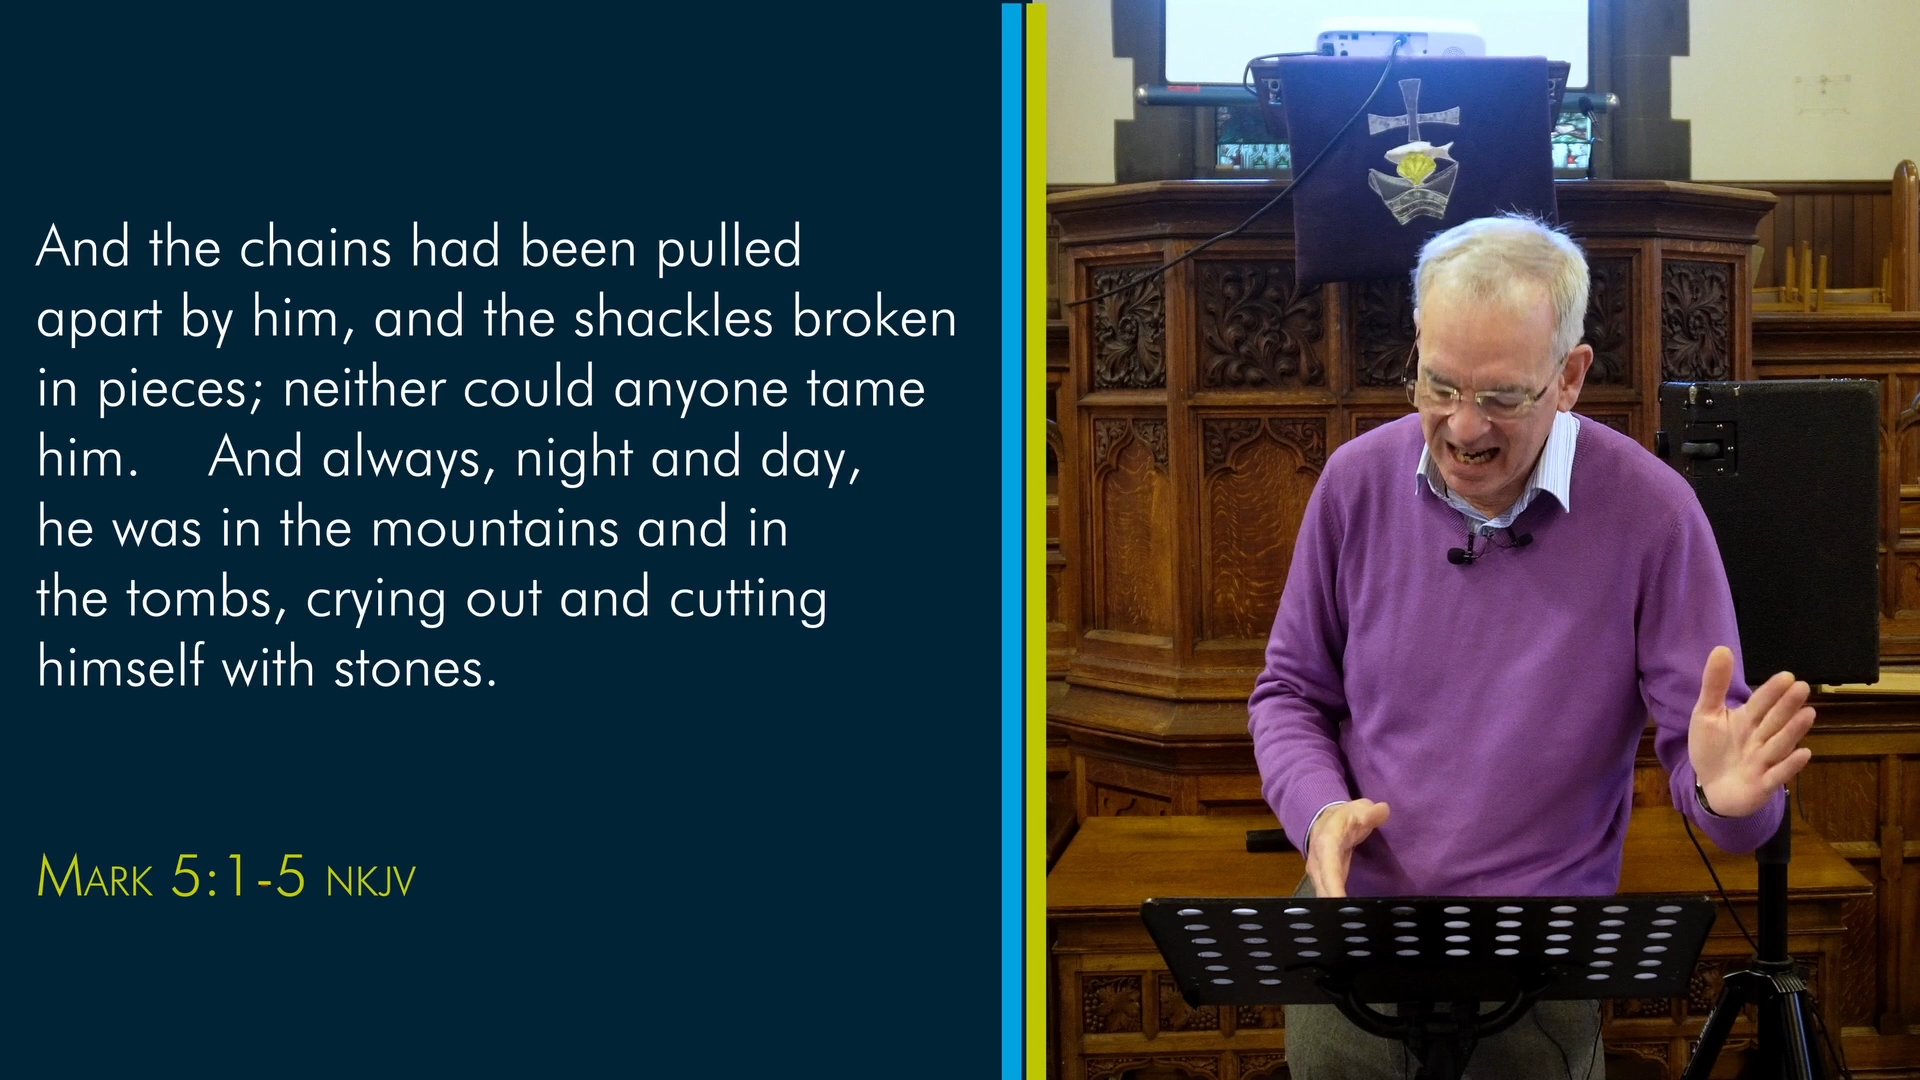 And the chains had been pulled
apart by him, and the shackles broken
in pieces; neither could anyone tame
him. And always, night and day,
he was in the mountains and in
the tombs, crying out and cutting
himself with stones.
Mark 5:1-5 NKJV